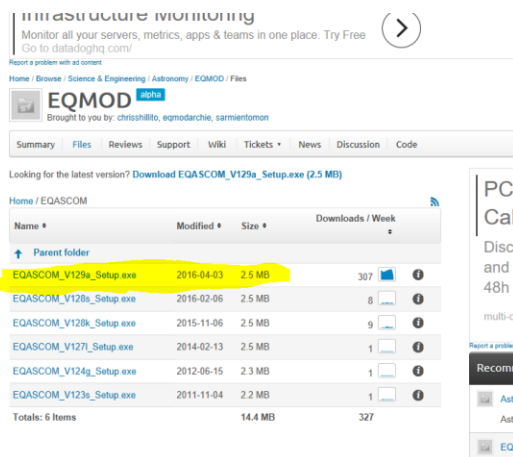 Infrastructure Monitoring
Monitor all your servers, metrics, apps & teams in one place. Try Free
Go to datadoghq.com/
Report a problem with ad content
Home / Browse / Science & Engineering / Astronomy / EQMOD / Files
EQMOD alpha
Brought to you by: chrisshillito, eqmodarchie, sarmientomon
Summary Files Reviews Support Wiki Tickets News Discussion Code
Looking for the latest version? Download EQASCOM_V129a_Setup.exe (2.5 MB)
Home / EQASCOM
Name Modified Size Downloads / Week
Parent folder
EQASCOM_V129a_Setup.exe 2016-04-03 2.5 MB 307
EQASCOM_V128s_Setup.exe 2016-02-06 2.5 MB 8
EQASCOM_V128k_Setup.exe 2015-11-06 2.5 MB 9
EQASCOM_V127l_Setup.exe 2014-02-13 2.5 MB 1
EQASCOM_V124g_Setup.exe 2012-06-15 2.3 MB 1
EQASCOM_V123s_Setup.exe 2011-11-04 2.2 MB 1
Totals: 6 Items 14.4 MB 327
PC
Cal
Disc
and
48h
multi-c
Report a proble
Recom
Ast
Ast
EQ